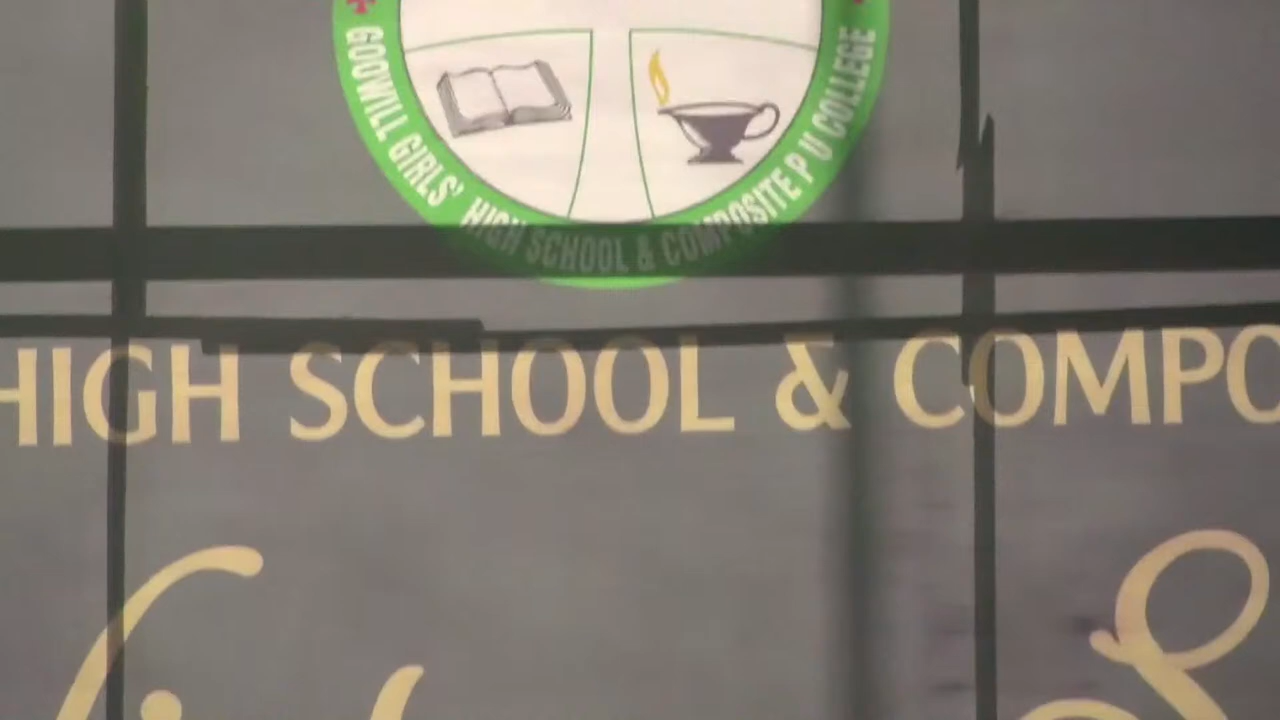 GOODWILL GIRLS' HIGH SCHOOL & COMPOSITE P U COLLEGE
HIGH SCHOOL & COMPO